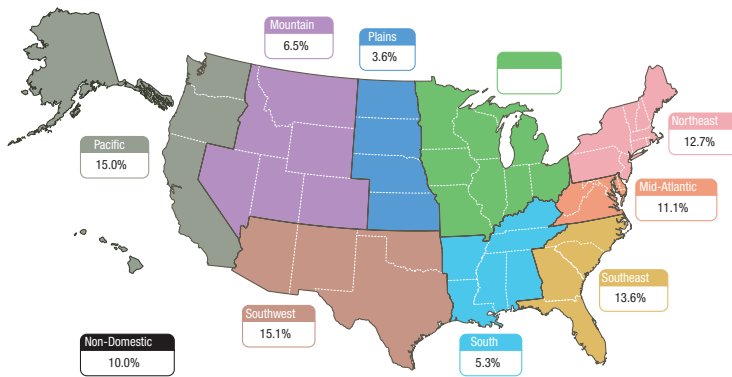 Mountain
6.5%
Plains
3.6%
Northeast
12.7%
Pacific
15.0%
Mid-Atlantic
11.1%
Southeast
13.6%
Southwest
15.1%
Non-Domestic
10.0%
South
5.3%